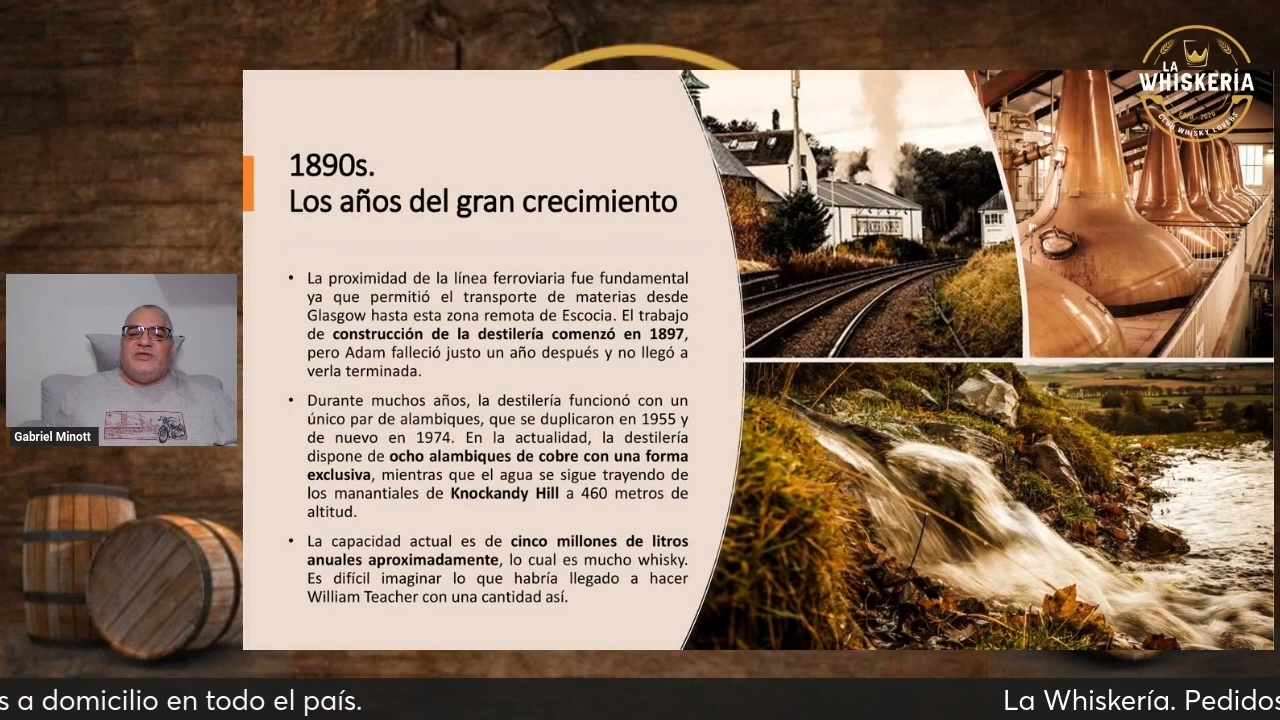 LA
WHISKERÍA
ESTD 2020
CLUB WHISKY LOVERS
1890s.
Los años del gran crecimiento
• La proximidad de la línea ferroviaria fue fundamental
ya que permitió el transporte de materias desde
Glasgow hasta esta zona remota de Escocia. El trabajo
de construcción de la destilería comenzó en 1897,
pero Adam falleció justo un año después y no llegó a
verla terminada.
• Durante muchos años, la destilería funcionó con un
único par de alambiques, que se duplicaron en 1955 y
de nuevo en 1974. En la actualidad, la destilería
dispone de ocho alambiques de cobre con una forma
exclusiva, mientras que el agua se sigue trayendo de
los manantiales de Knockandy Hill a 460 metros de
altitud.
• La capacidad actual es de cinco millones de litros
anuales aproximadamente, lo cual es mucho whisky.
Es difícil imaginar lo que habría llegado a hacer
William Teacher con una cantidad así.
Gabriel Minott
s a domicilio en todo el país.
La Whiskería. Pedidos